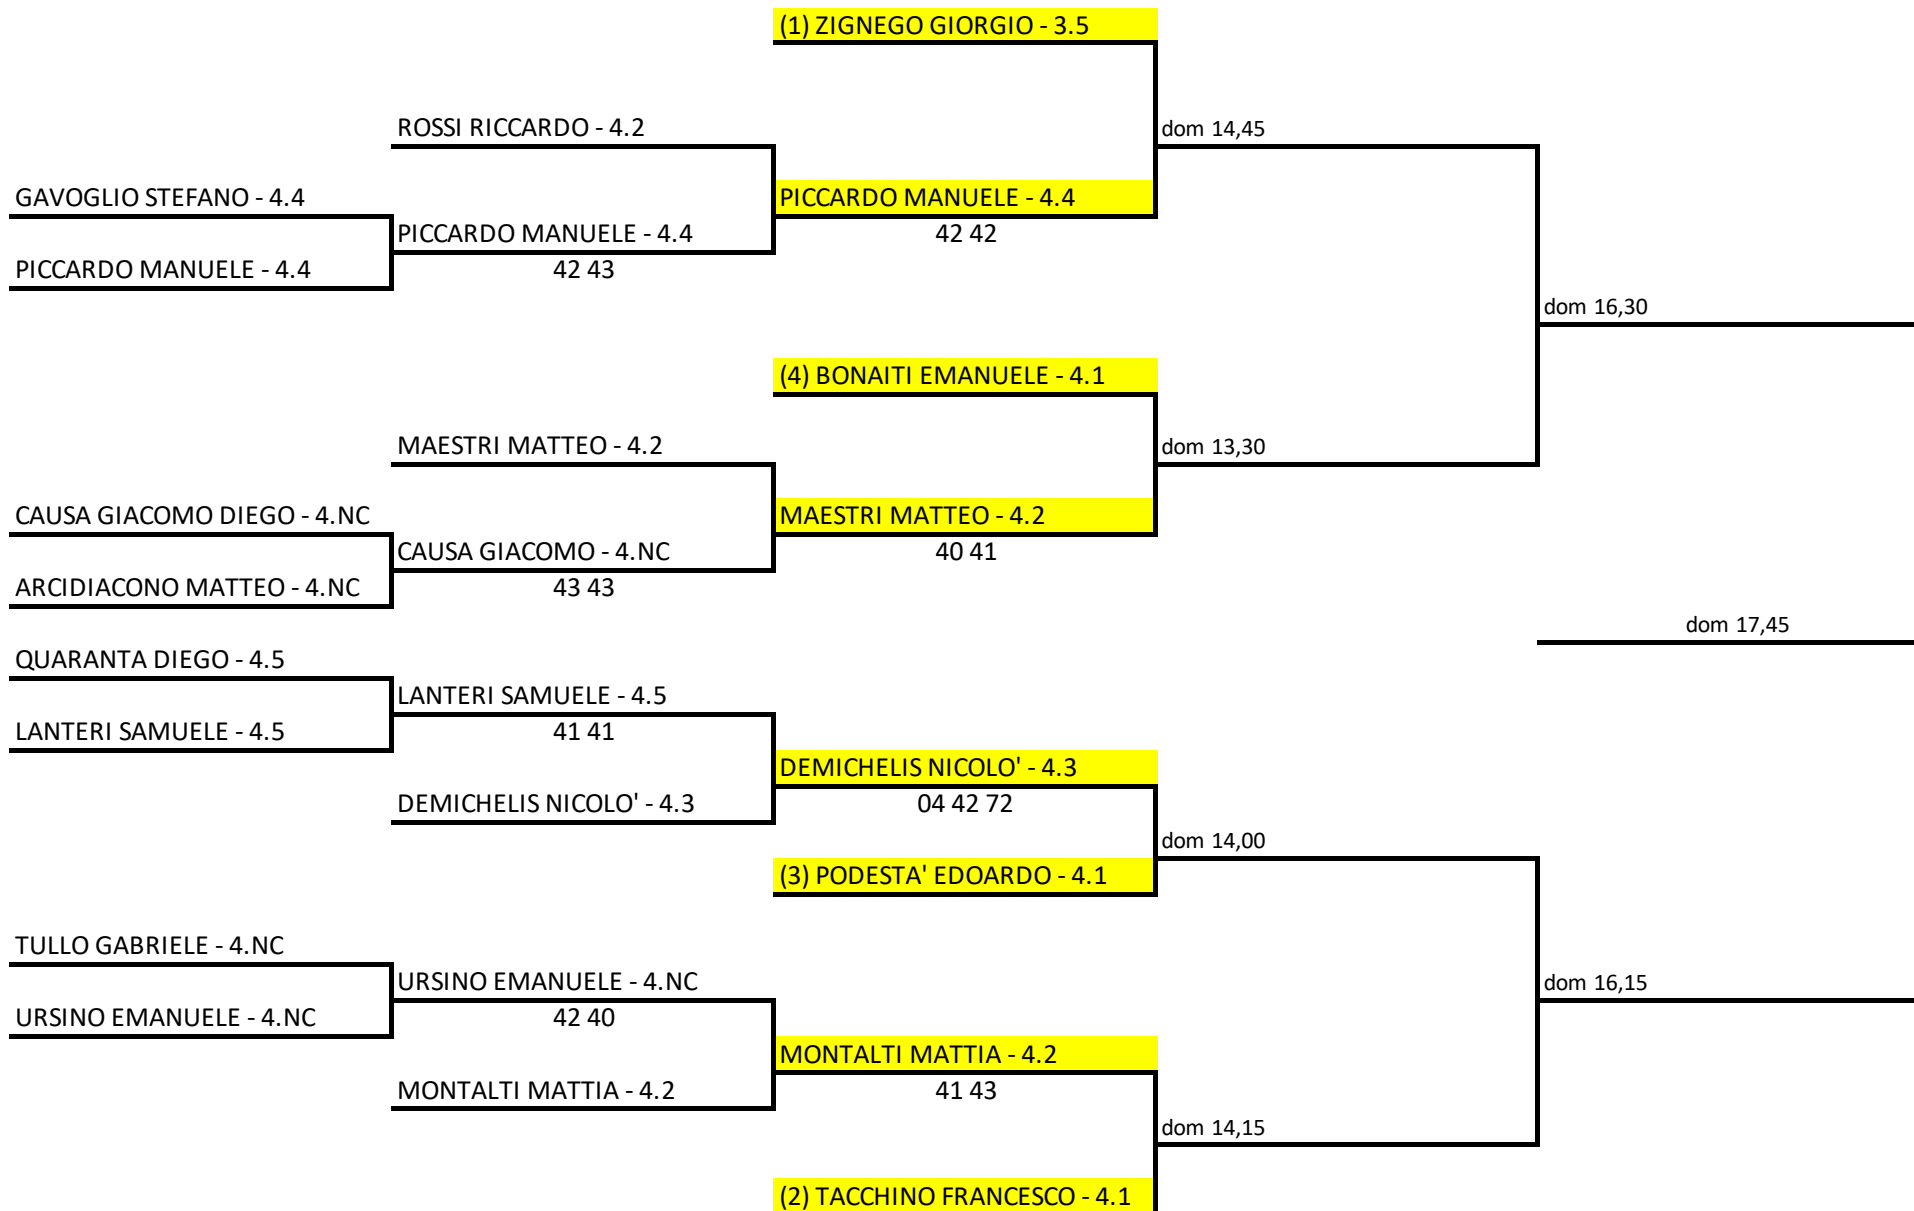 (1) ZIGNEGO GIORGIO - 3.5
ROSSI RICCARDO - 4.2
dom 14,45
GAVOGLIO STEFANO - 4.4
PICCARDO MANUELE - 4.4
PICCARDO MANUELE - 4.4
42 42
PICCARDO MANUELE - 4.4
42 43
dom 16,30
(4) BONAITI EMANUELE - 4.1
MAESTRI MATTEO - 4.2
dom 13,30
CAUSA GIACOMO DIEGO - 4.NC
MAESTRI MATTEO - 4.2
CAUSA GIACOMO - 4.NC
40 41
ARCIDIACONO MATTEO - 4.NC
43 43
dom 17,45
QUARANTA DIEGO - 4.5
LANTERI SAMUELE - 4.5
LANTERI SAMUELE - 4.5
41 41
DEMICHELIS NICOLO' - 4.3
DEMICHELIS NICOLO' - 4.3
04 42 72
dom 14,00
(3) PODESTA' EDOARDO - 4.1
TULLO GABRIELE - 4.NC
URSINO EMANUELE - 4.NC
dom 16,15
URSINO EMANUELE - 4.NC
42 40
MONTALTI MATTIA - 4.2
MONTALTI MATTIA - 4.2
41 43
dom 14,15
(2) TACCHINO FRANCESCO - 4.1